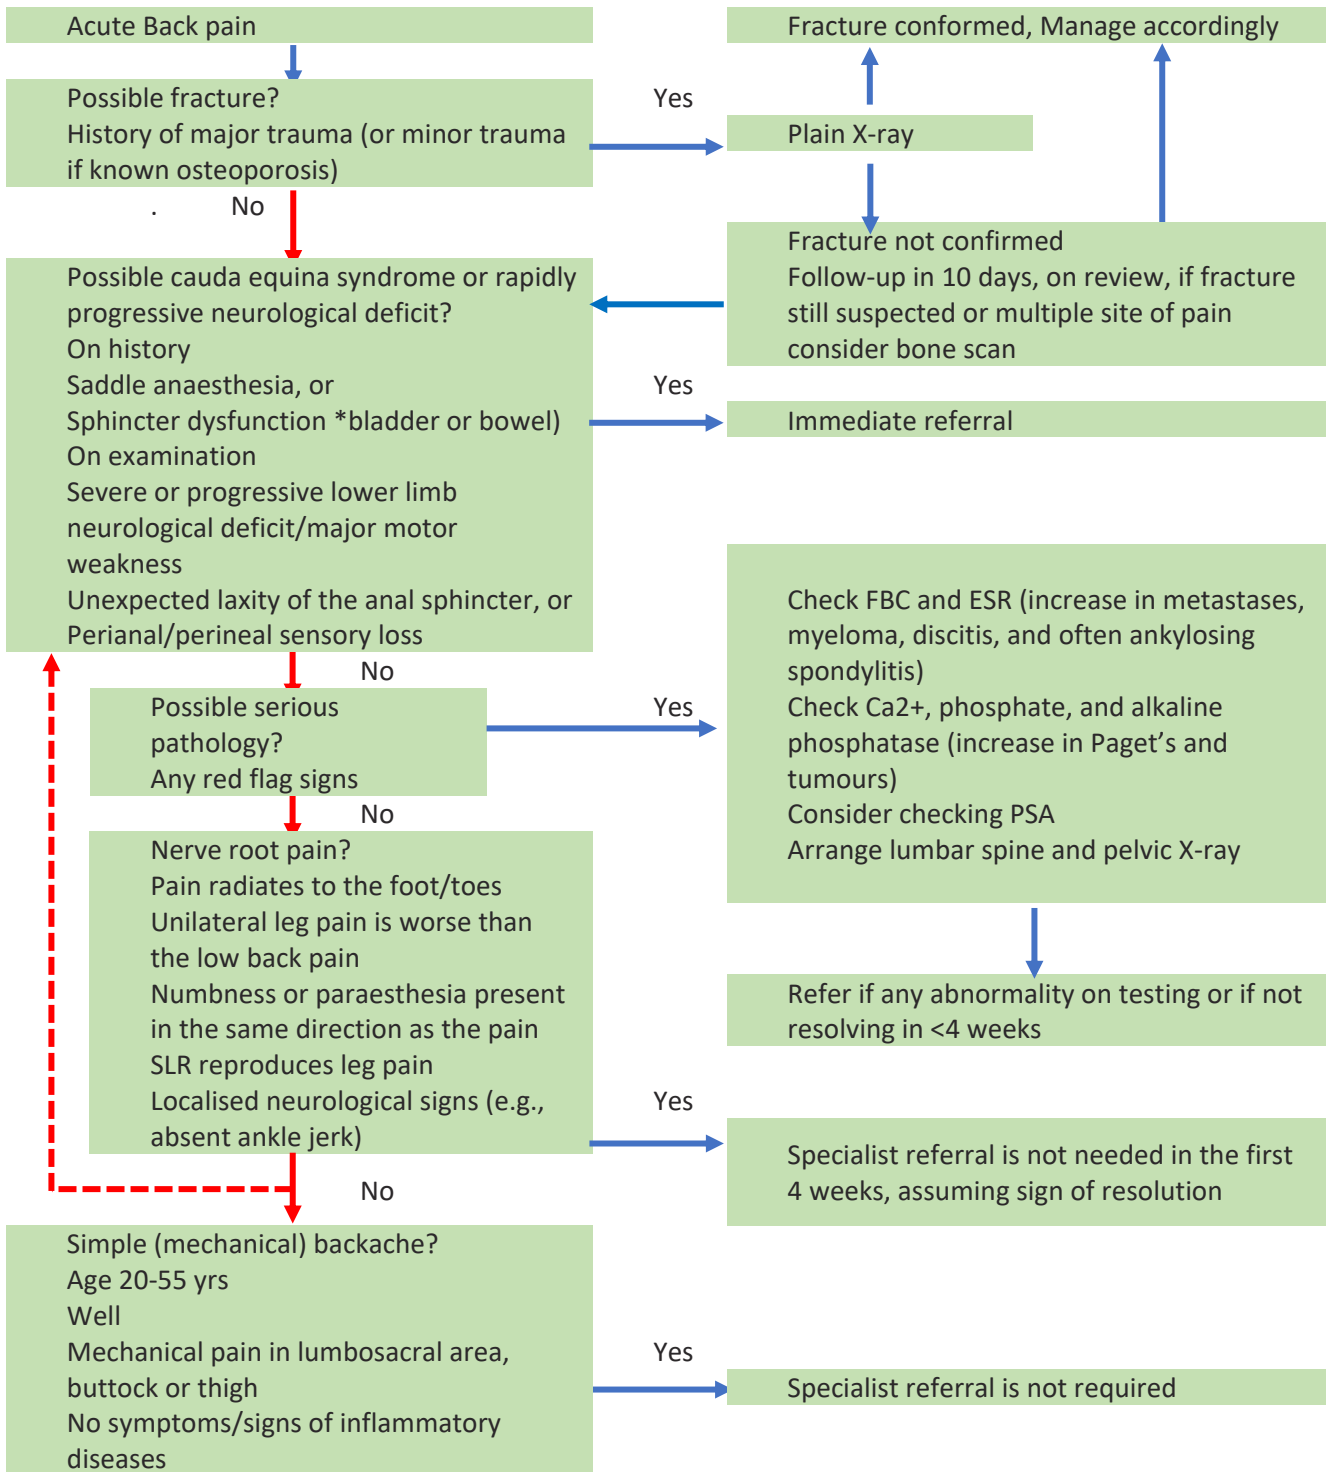 Acute Back pain
Fracture conformed, Manage accordingly
Possible fracture?
History of major trauma (or minor trauma
if known osteoporosis)
Yes
Plain X-ray
. No
Fracture not confirmed
Follow-up in 10 days, on review, if fracture
still suspected or multiple site of pain
consider bone scan
Possible cauda equina syndrome or rapidly
progressive neurological deficit?
On history
Saddle anaesthesia, or
Sphincter dysfunction *bladder or bowel)
On examination
Severe or progressive lower limb
neurological deficit/major motor
weakness
Unexpected laxity of the anal sphincter, or
Perianal/perineal sensory loss
Yes
Immediate referral
No
Possible serious
pathology?
Any red flag signs
Yes
Check FBC and ESR (increase in metastases,
myeloma, discitis, and often ankylosing
spondylitis)
Check Ca2+, phosphate, and alkaline
phosphatase (increase in Paget’s and
tumours)
Consider checking PSA
Arrange lumbar spine and pelvic X-ray
Refer if any abnormality on testing or if not
resolving in <4 weeks
No
Nerve root pain?
Pain radiates to the foot/toes
Unilateral leg pain is worse than
the low back pain
Numbness or paraesthesia present
in the same direction as the pain
SLR reproduces leg pain
Localised neurological signs (e.g.,
absent ankle jerk)
Yes
Specialist referral is not needed in the first
4 weeks, assuming sign of resolution
No
Simple (mechanical) backache?
Age 20-55 yrs
Well
Mechanical pain in lumbosacral area,
buttock or thigh
No symptoms/signs of inflammatory
diseases
Yes
Specialist referral is not required